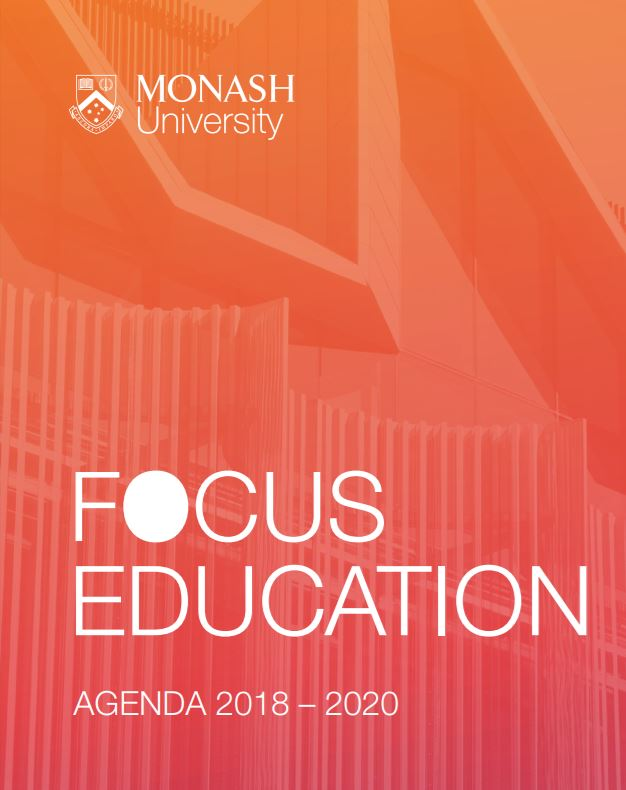 MONASH
University
FOCUS
EDUCATION
AGENDA 2018 – 2020